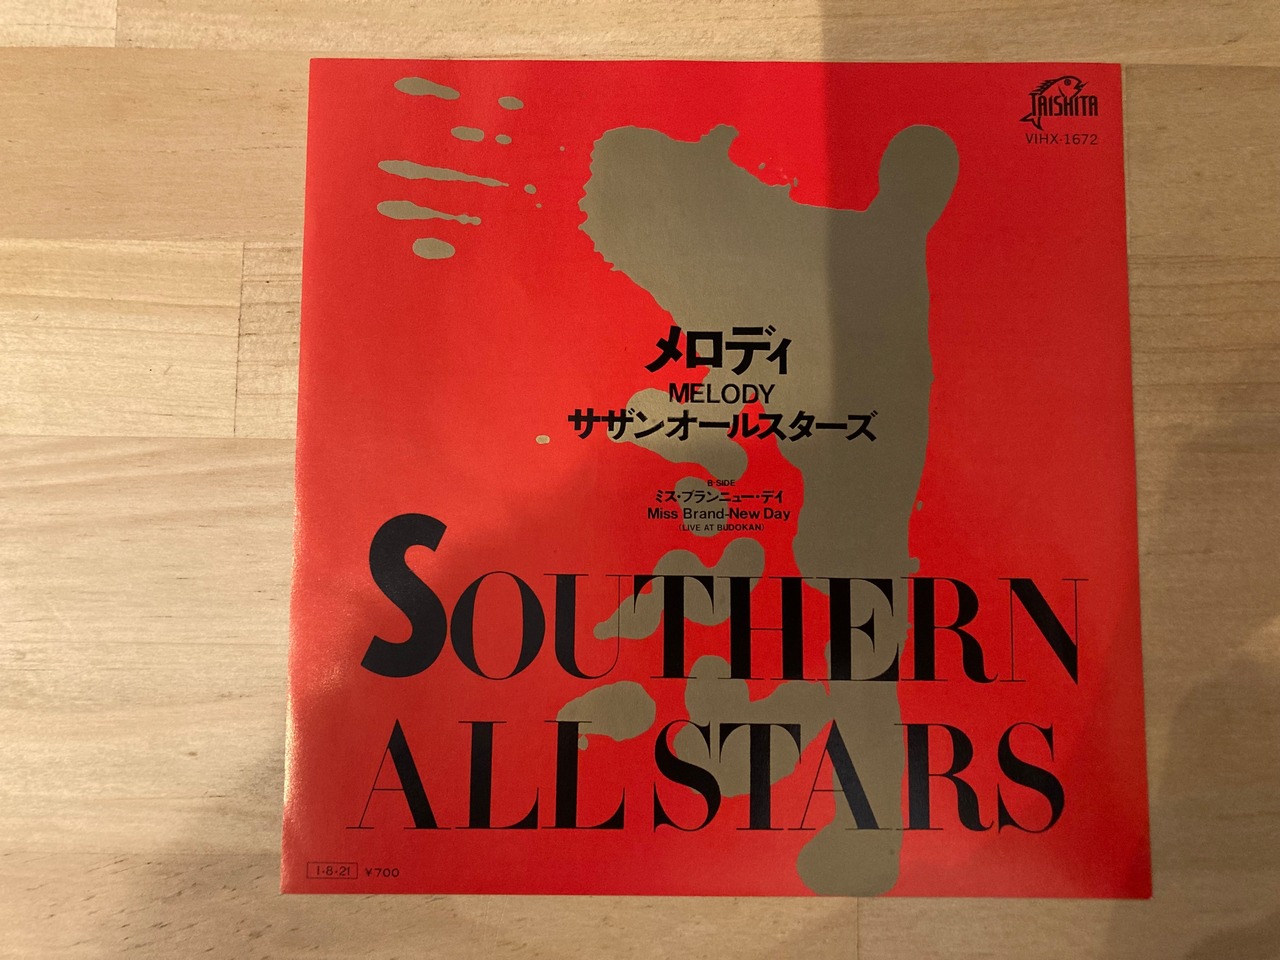 TAISHITA
VIHX-1672
メロディ
MELODY
サザンオールスターズ
B-SIDE
ミス・ブランニュー・デイ
Miss Brand-New Day
(LIVE AT BUDOKAN)
SOUTHERN
ALL STARS
1・8・21 ¥700